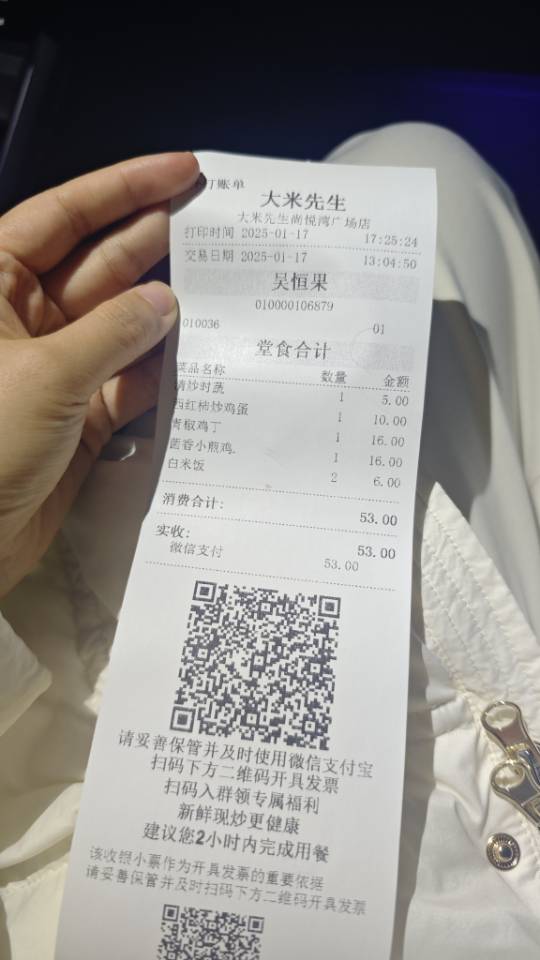 打账单
大米先生
大米先生尚悦湾广场店
打印时间 2025-01-17 17:25:24
交易日期 2025-01-17 13:04:50
吴恒果
010000106879
010036 01
堂食合计
菜品名称 数量 金额
清炒时蔬 1 5.00
西红柿炒鸡蛋 1 10.00
青椒鸡丁 1 16.00
茴香小煎鸡. 1 16.00
白米饭 2 6.00
消费合计: 53.00
实收: 53.00
微信支付 53.00
请妥善保管并及时使用微信支付宝
扫码下方二维码开具发票
扫码入群领专属福利
新鲜现炒更健康
建议您2小时内完成用餐
该收银小票作为开具发票的重要依据
请妥善保管并及时扫码下方二维码开具发票